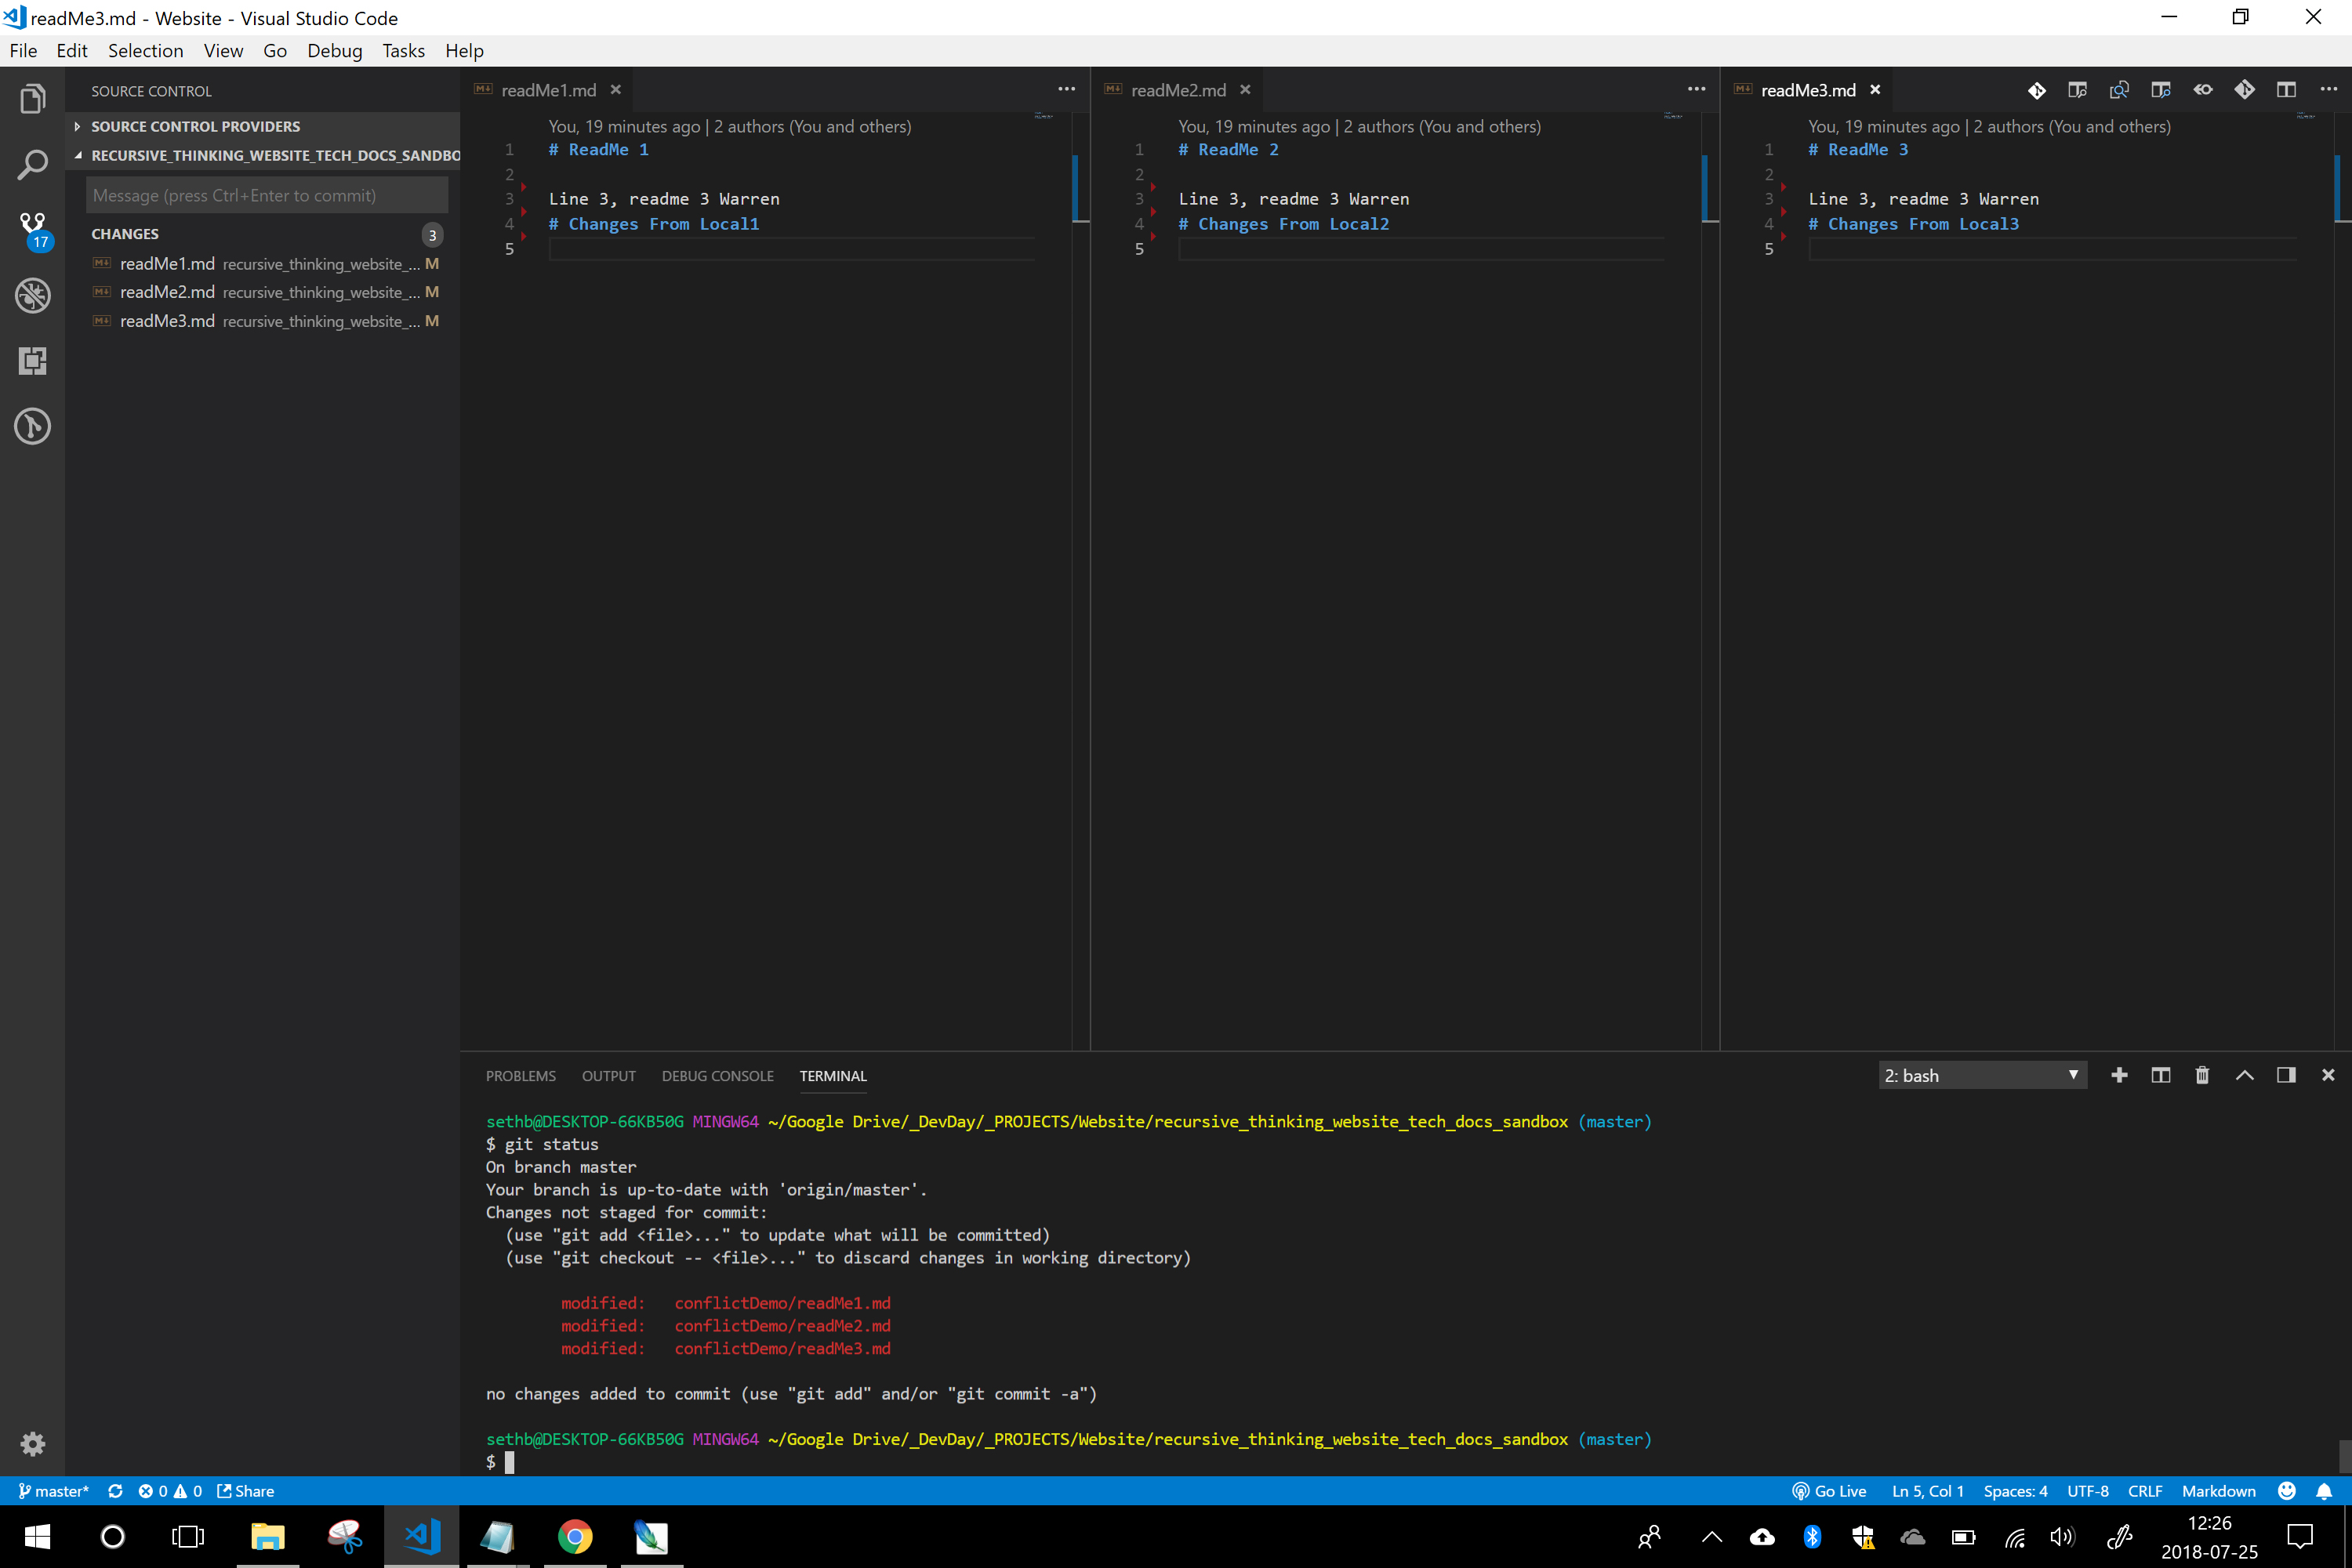 readMe3.md - Website - Visual Studio Code
File Edit Selection View Go Debug Tasks Help
SOURCE CONTROL
SOURCE CONTROL PROVIDERS
RECURSIVE_THINKING_WEBSITE_TECH_DOCS_SANDBO
Message (press Ctrl+Enter to commit)
CHANGES 3
readMe1.md recursive_thinking_website_... M
readMe2.md recursive_thinking_website_... M
readMe3.md recursive_thinking_website_... M
17
readMe1.md
You, 19 minutes ago | 2 authors (You and others)
1 # ReadMe 1
2
3 Line 3, readme 3 Warren
4 # Changes From Local1
5
readMe2.md
You, 19 minutes ago | 2 authors (You and others)
1 # ReadMe 2
2
3 Line 3, readme 3 Warren
4 # Changes From Local2
5
readMe3.md
You, 19 minutes ago | 2 authors (You and others)
1 # ReadMe 3
2
3 Line 3, readme 3 Warren
4 # Changes From Local3
5
PROBLEMS OUTPUT DEBUG CONSOLE TERMINAL 2: bash
sethb@DESKTOP-66KB50G MINGW64 ~/Google Drive/_DevDay/_PROJECTS/Website/recursive_thinking_website_tech_docs_sandbox (master)
$ git status
On branch master
Your branch is up-to-date with 'origin/master'.
Changes not staged for commit:
(use "git add <file>..." to update what will be committed)
(use "git checkout -- <file>..." to discard changes in working directory)
modified: conflictDemo/readMe1.md
modified: conflictDemo/readMe2.md
modified: conflictDemo/readMe3.md
no changes added to commit (use "git add" and/or "git commit -a")
sethb@DESKTOP-66KB50G MINGW64 ~/Google Drive/_DevDay/_PROJECTS/Website/recursive_thinking_website_tech_docs_sandbox (master)
$
master* 0 0 Share Go Live Ln 5, Col 1 Spaces: 4 UTF-8 CRLF Markdown
12:26
2018-07-25